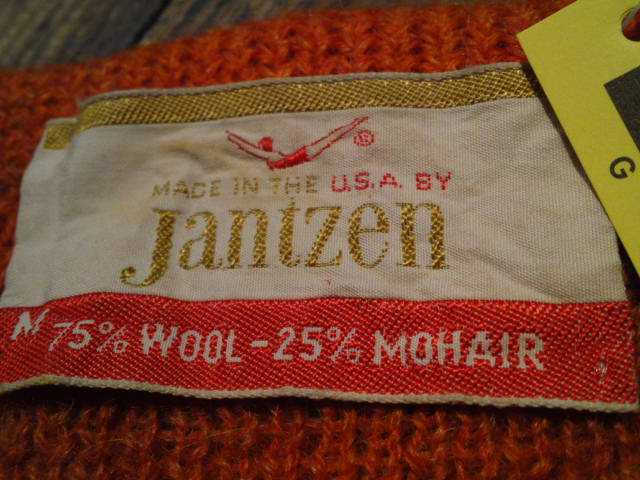 ®
MADE IN THE U.S.A. BY
Jantzen
M 75% WOOL - 25% MOHAIR
G